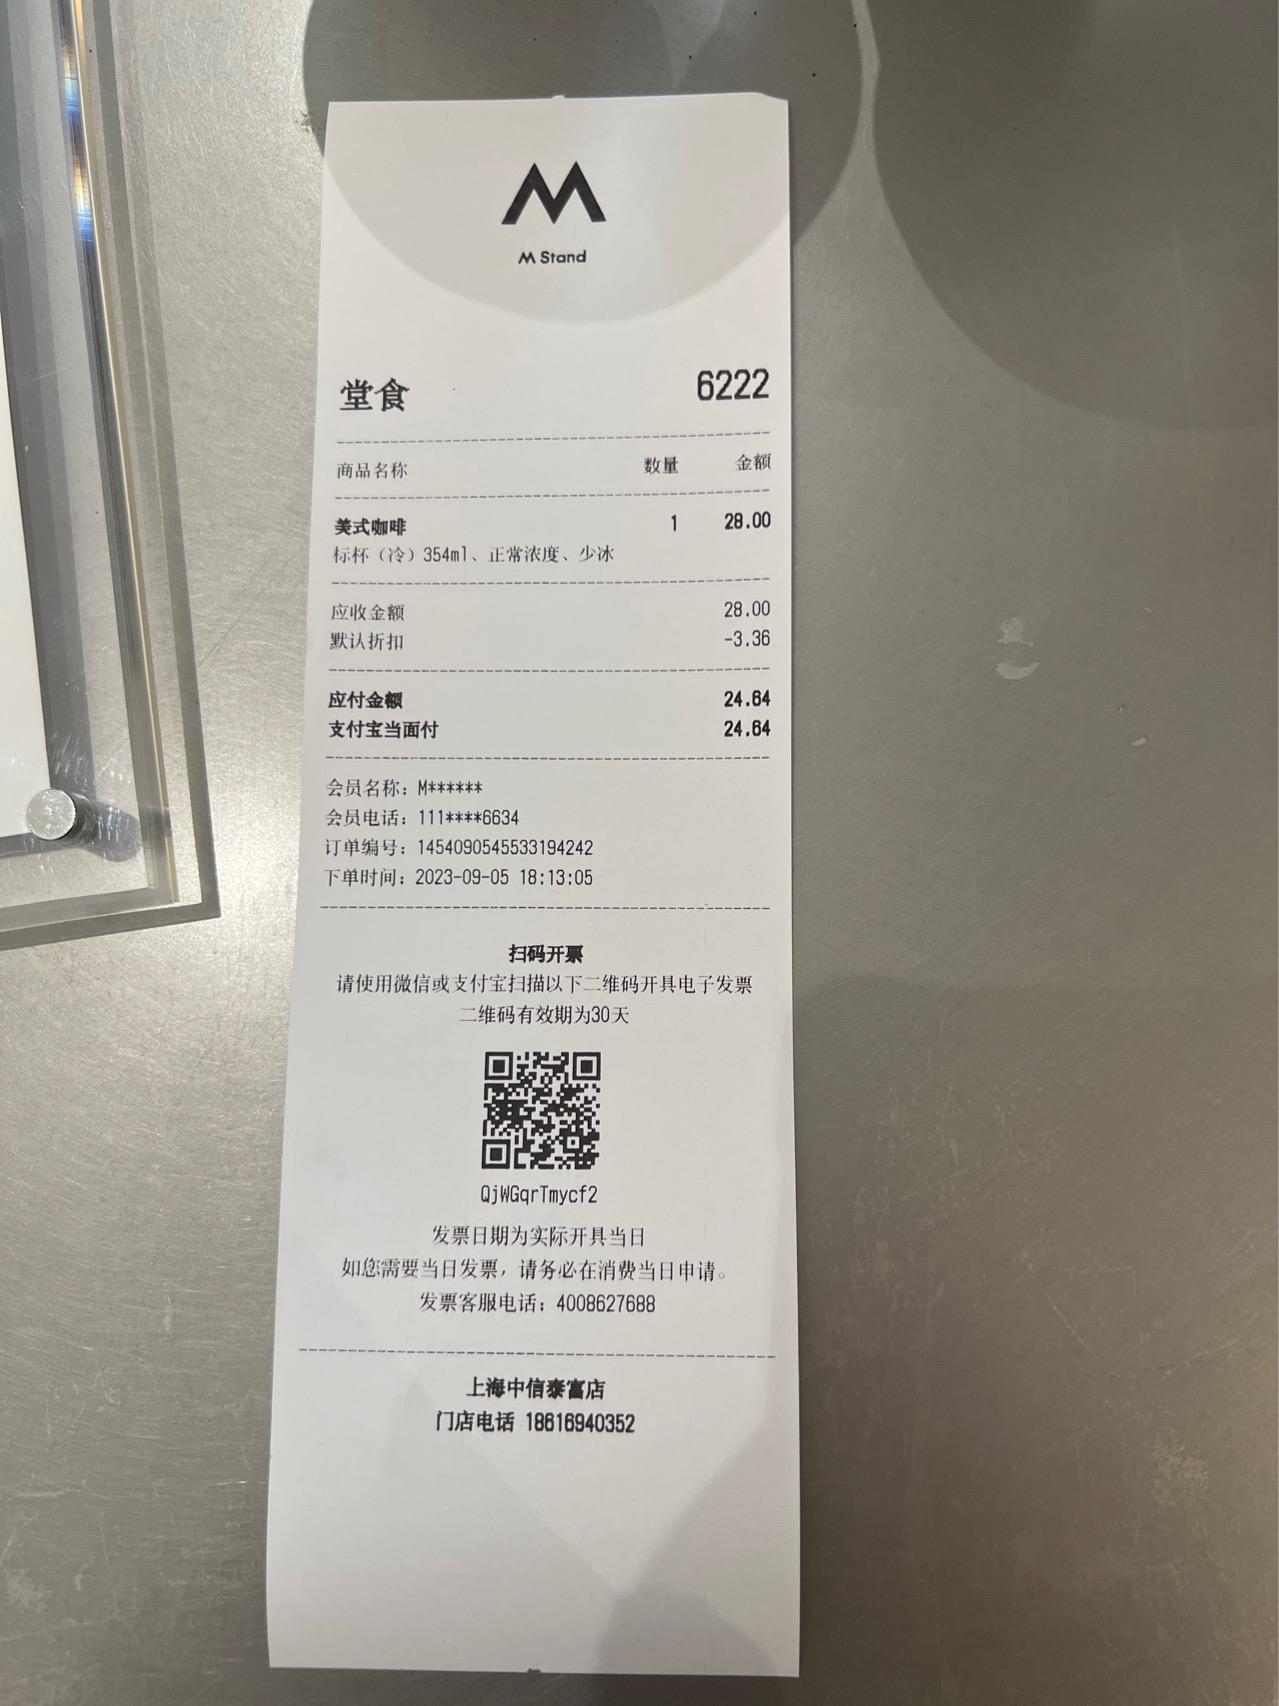 M Stand
堂食 6222
商品名称 数量 金额
美式咖啡 1 28.00
标杯（冷）354ml、正常浓度、少冰
应收金额 28.00
默认折扣 -3.36
应付金额 24.64
支付宝当面付 24.64
会员名称：M******
会员电话：111****6634
订单编号：1454090545533194242
下单时间：2023-09-05 18:13:05
扫码开票
请使用微信或支付宝扫描以下二维码开具电子发票
二维码有效期为30天
QjWGqrTmycf2
发票日期为实际开具当日
如您需要当日发票，请务必在消费当日申请。
发票客服电话：4008627688
上海中信泰富店
门店电话 18616940352